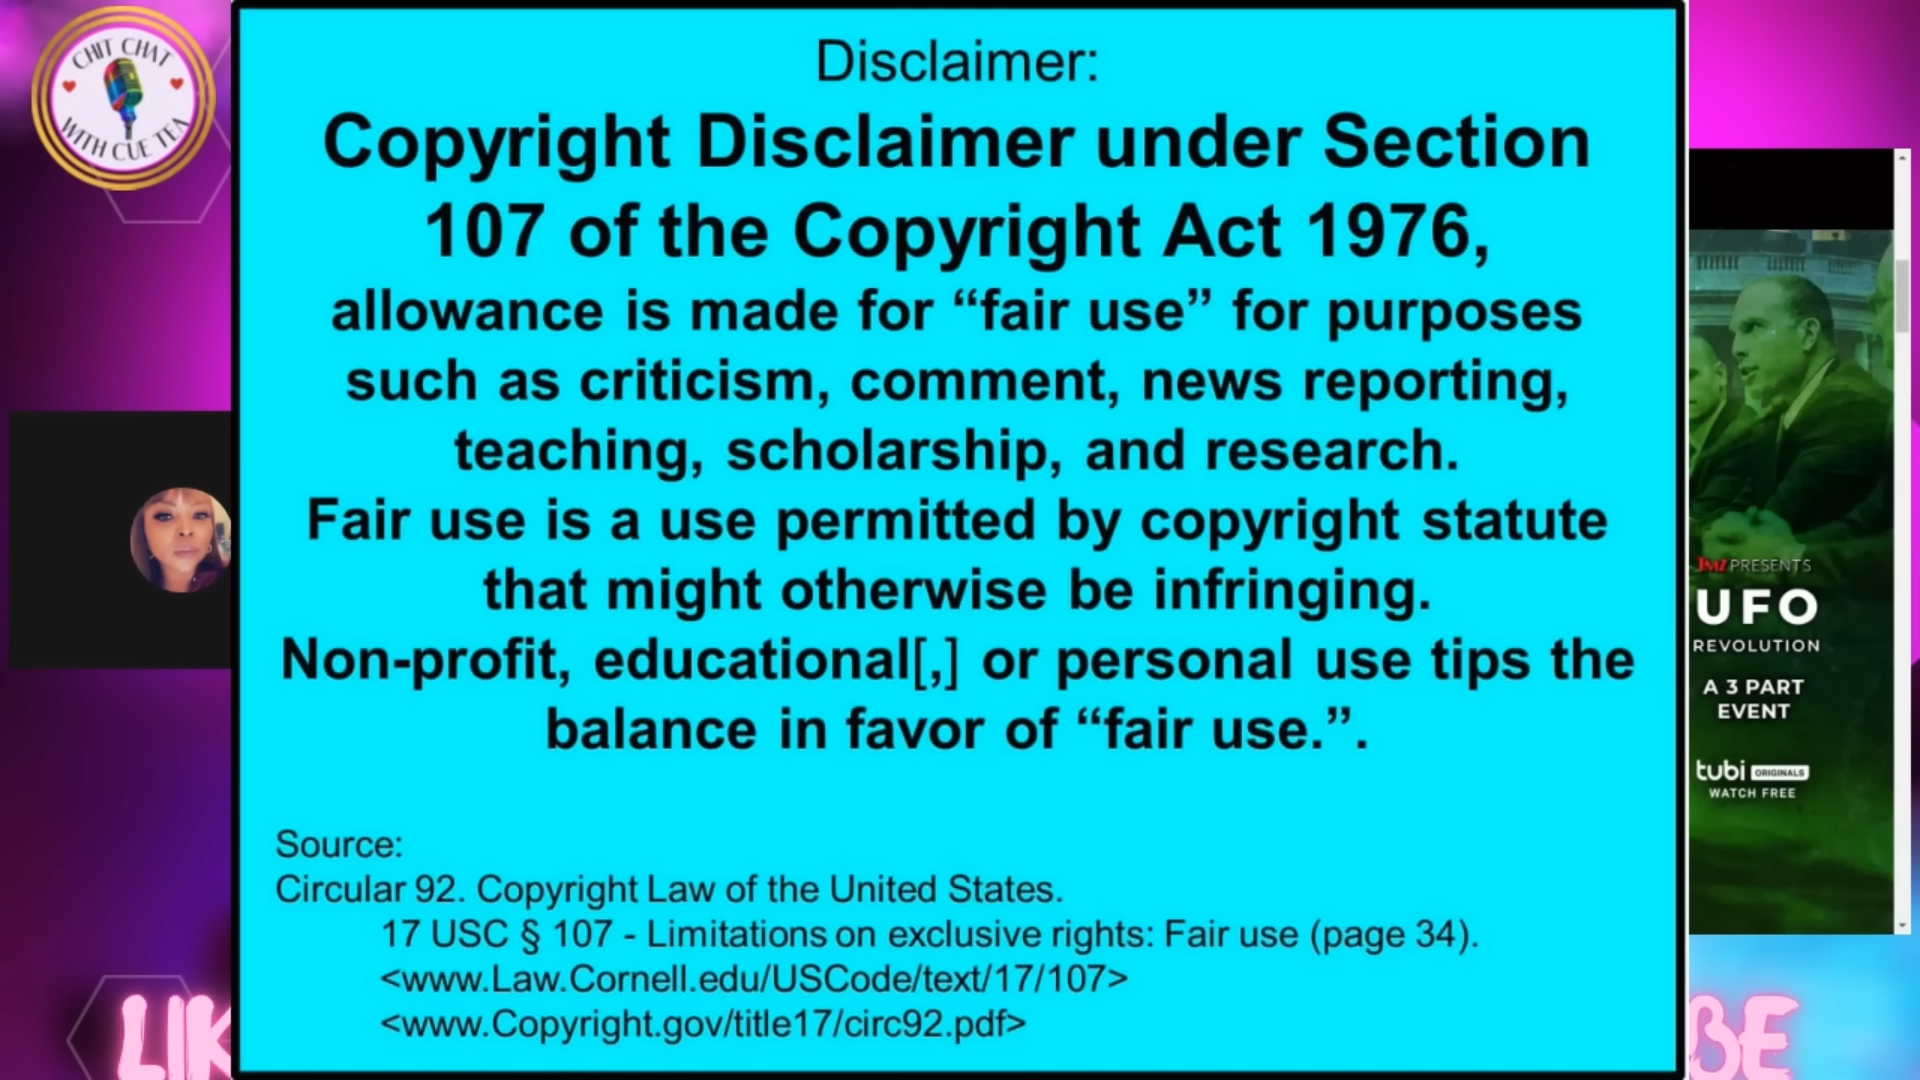 CHIT CHAT
WITH CUE TEA
Disclaimer:
Copyright Disclaimer under Section
107 of the Copyright Act 1976,
allowance is made for “fair use” for purposes
such as criticism, comment, news reporting,
teaching, scholarship, and research.
Fair use is a use permitted by copyright statute
that might otherwise be infringing.
Non-profit, educational[,] or personal use tips the
balance in favor of “fair use.”.
Source:
Circular 92. Copyright Law of the United States.
17 USC § 107 - Limitations on exclusive rights: Fair use (page 34).
<www.Law.Cornell.edu/USCode/text/17/107>
<www.Copyright.gov/title17/circ92.pdf>
TMZ PRESENTS
UFO
REVOLUTION
A 3 PART
EVENT
tubi ORIGINALS
WATCH FREE
LIK
BE